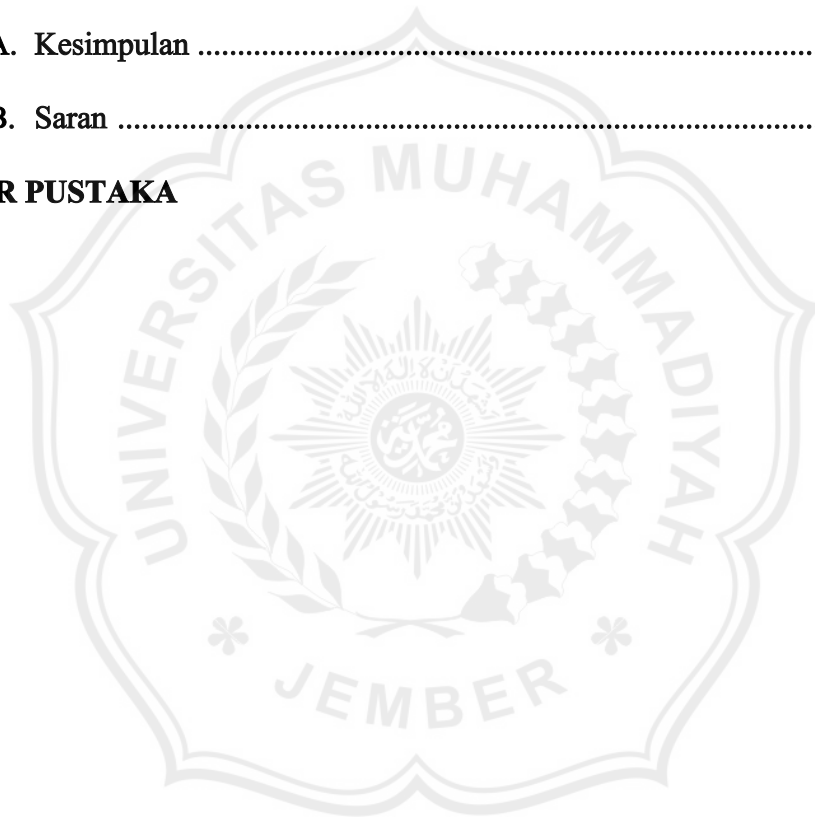 A. Kesimpulan ............................................................................
B. Saran ......................................................................................
R PUSTAKA
UNIVERSITAS MUHAMMADIYAH
JEMBER